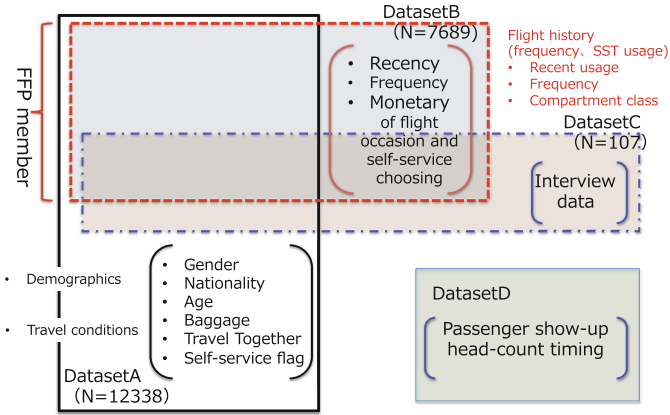 DatasetB
(N=7689)
• Recency
• Frequency
• Monetary
of flight
occasion and
self-service
choosing
Flight history
(frequency、SST usage)
• Recent usage
• Frequency
• Compartment class
FFP member
DatasetC
(N=107)
Interview
data
• Demographics
• Travel conditions
• Gender
• Nationality
• Age
• Baggage
• Travel Together
• Self-service flag
DatasetA
(N=12338)
DatasetD
Passenger show-up
head-count timing